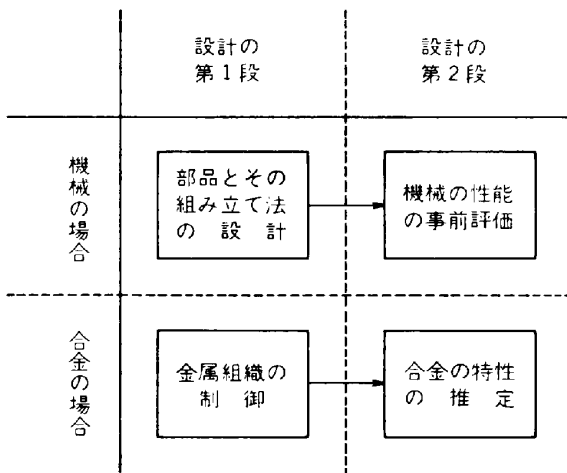 設計の
第1段
設計の
第2段
機械の場合
部品とその
組み立て法
の設計
機械の性能
の事前評価
合金の場合
金属組織の
制御
合金の特性
の推定